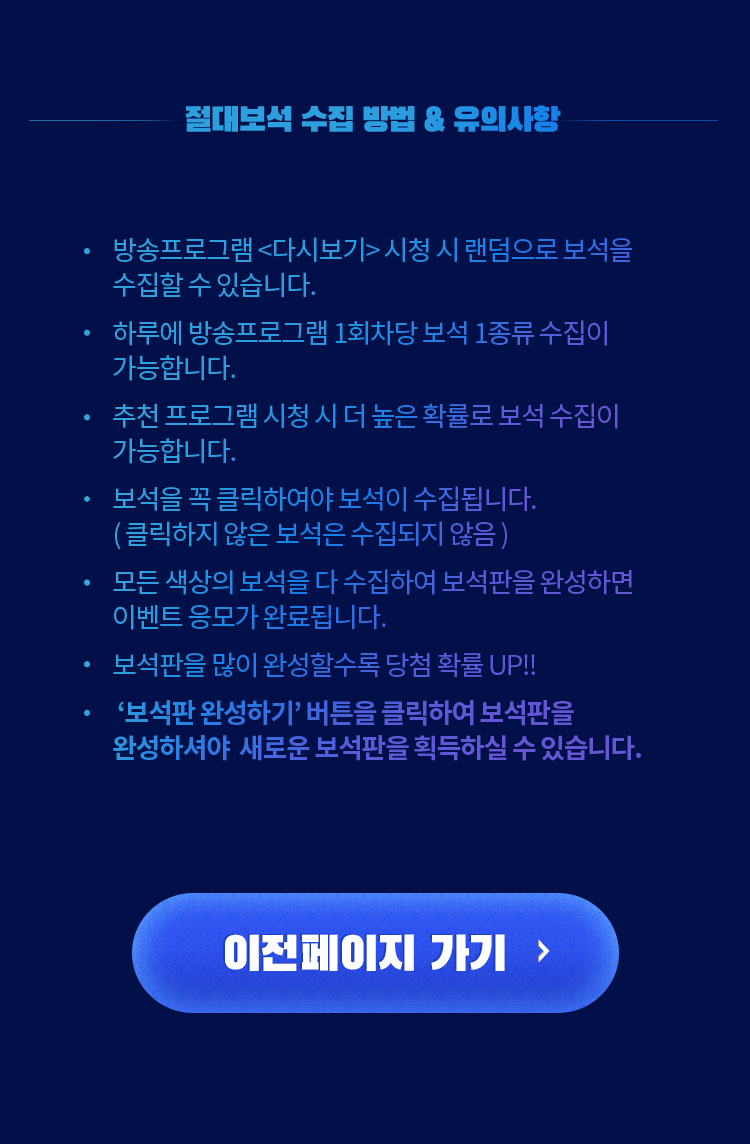 절대보석 수집 방법 & 유의사항
• 방송프로그램 <다시보기> 시청 시 랜덤으로 보석을
수집할 수 있습니다.
• 하루에 방송프로그램 1회차당 보석 1종류 수집이
가능합니다.
• 추천 프로그램 시청 시 더 높은 확률로 보석 수집이
가능합니다.
• 보석을 꼭 클릭하여야 보석이 수집됩니다.
( 클릭하지 않은 보석은 수집되지 않음 )
• 모든 색상의 보석을 다 수집하여 보석판을 완성하면
이벤트 응모가 완료됩니다.
• 보석판을 많이 완성할수록 당첨 확률 UP!!
• ‘보석판 완성하기’ 버튼을 클릭하여 보석판을
완성하셔야 새로운 보석판을 획득하실 수 있습니다.
이전페이지 가기 >